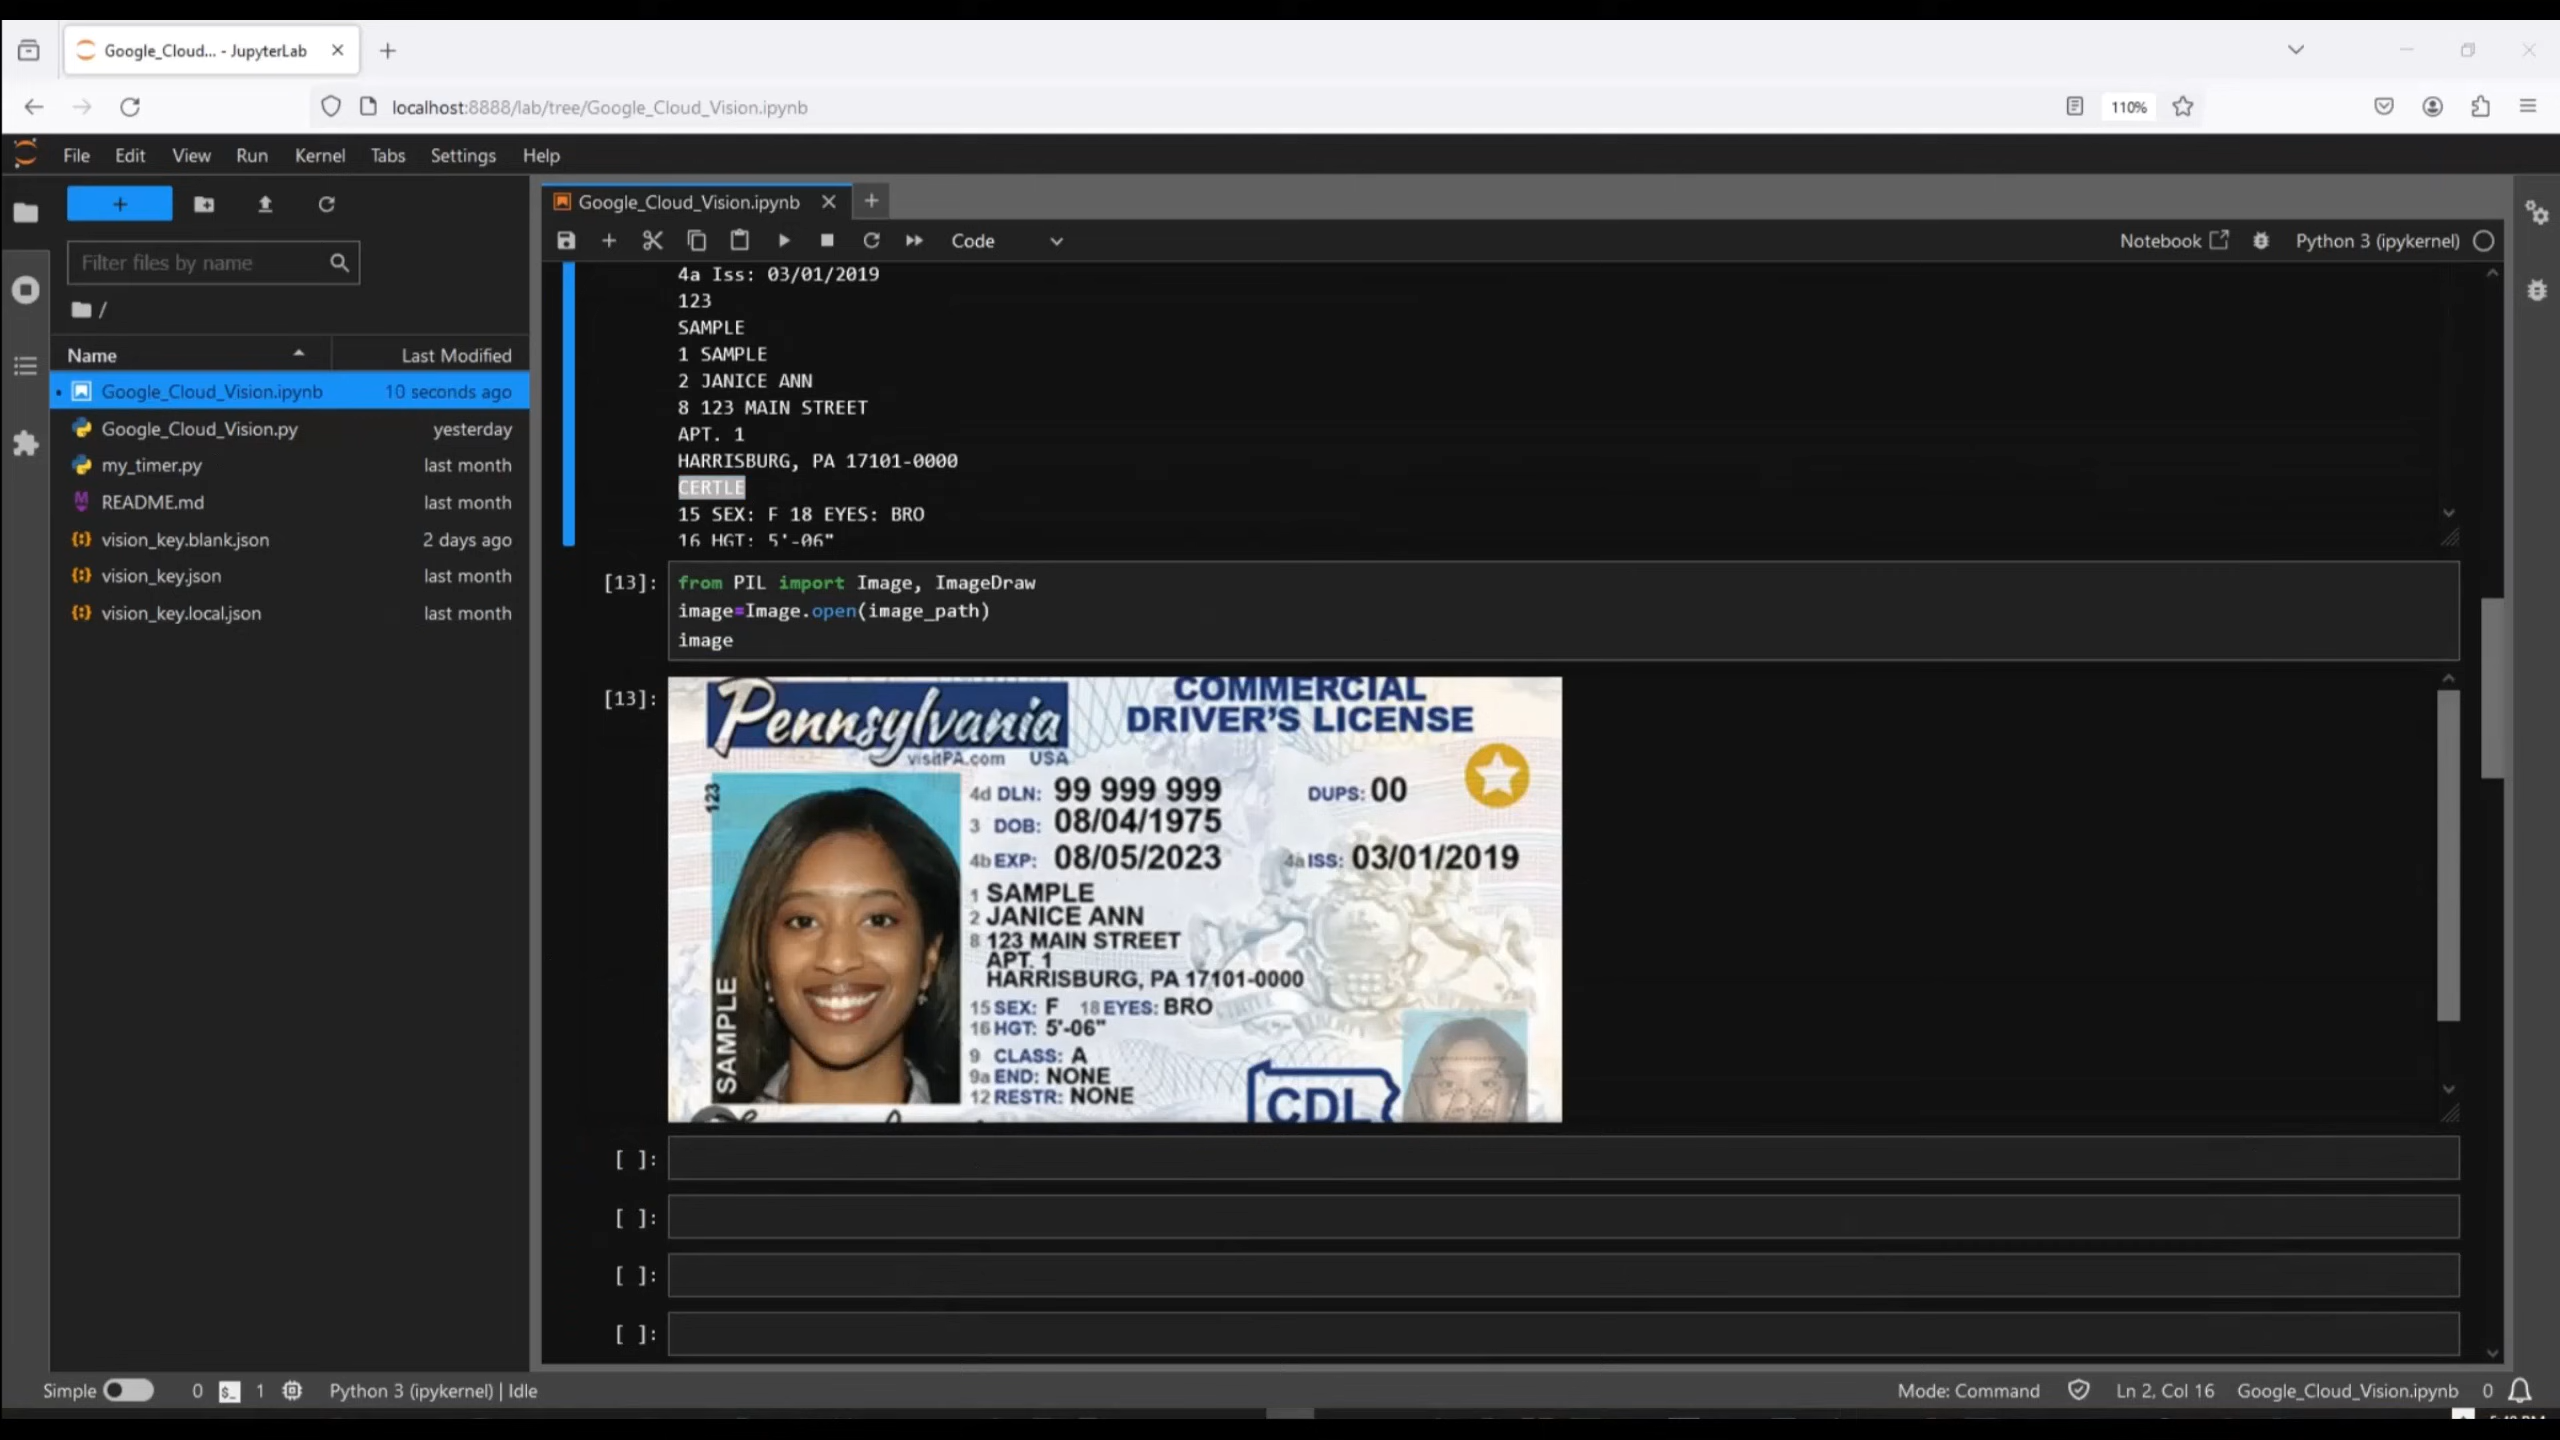 Google_Cloud... - JupyterLab
localhost:8888/lab/tree/Google_Cloud_Vision.ipynb
110%
File Edit View Run Kernel Tabs Settings Help
Filter files by name
/
Name Last Modified
Google_Cloud_Vision.ipynb 10 seconds ago
Google_Cloud_Vision.py yesterday
my_timer.py last month
README.md last month
vision_key.blank.json 2 days ago
vision_key.json last month
vision_key.local.json last month
Google_Cloud_Vision.ipynb
Code
Notebook
Python 3 (ipykernel)
4a Iss: 03/01/2019
123
SAMPLE
1 SAMPLE
2 JANICE ANN
8 123 MAIN STREET
APT. 1
HARRISBURG, PA 17101-0000
CERTLE
15 SEX: F 18 EYES: BRO
16 HGT: 5'-06"
[13]:
from PIL import Image, ImageDraw
image=Image.open(image_path)
image
[13]:
Pennsylvania
visitPA.com USA
COMMERCIAL
DRIVER'S LICENSE
123
SAMPLE
4d DLN: 99 999 999 DUPS: 00
3 DOB: 08/04/1975
4b EXP: 08/05/2023 4a ISS: 03/01/2019
1 SAMPLE
2 JANICE ANN
8 123 MAIN STREET
APT. 1
HARRISBURG, PA 17101-0000
15 SEX: F 18 EYES: BRO
16 HGT: 5'-06"
9 CLASS: A
9a END: NONE
12 RESTR: NONE
CDL
[ ]:
[ ]:
[ ]:
[ ]:
Simple 0 $_ 1 Python 3 (ipykernel) | Idle
Mode: Command Ln 2, Col 16 Google_Cloud_Vision.ipynb 0